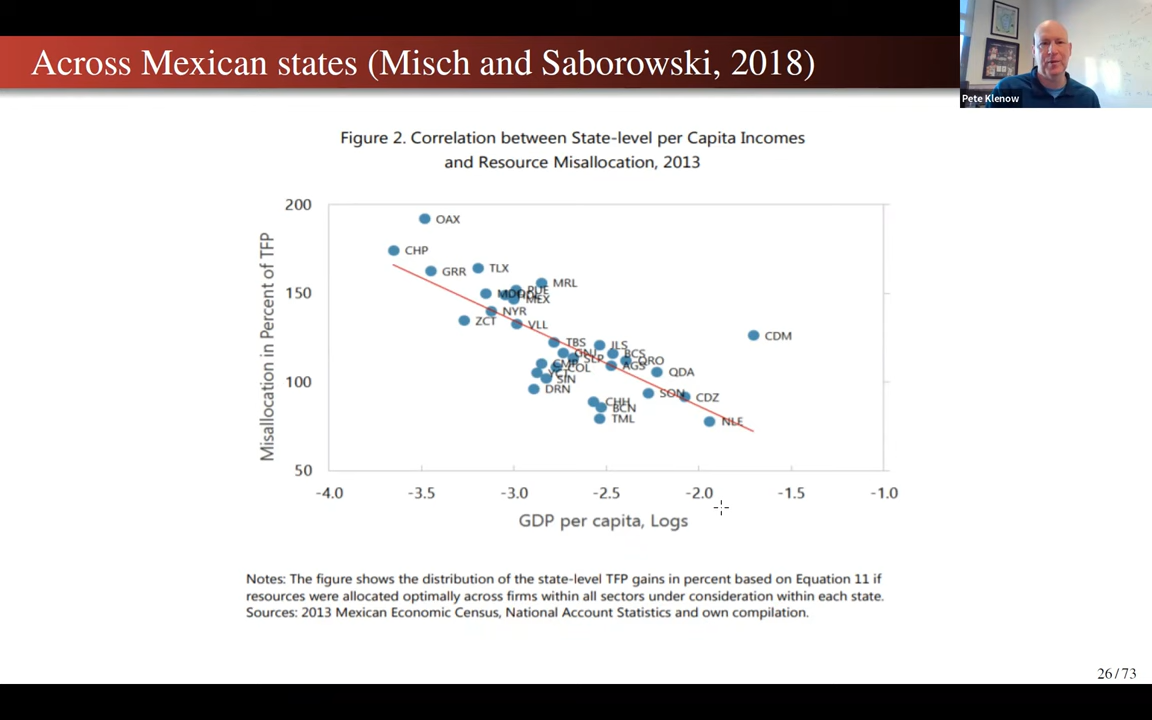 Across Mexican states (Misch and Saborowski, 2018)
Pete Klenow
Figure 2. Correlation between State-level per Capita Incomes
and Resource Misallocation, 2013
Misallocation in Percent of TFP
200
150
100
50
OAX
CHP
GRR
TLX
MRL
PUE
MEX
NYR
ZCT
VLL
TBS
JLS
BCS
SLP
QRO
AGS
COL
QDA
SIN
DRN
SON
CDZ
CHH
BCN
TML
NLE
CDM
-4.0 -3.5 -3.0 -2.5 -2.0 -1.5 -1.0
GDP per capita, Logs
Notes: The figure shows the distribution of the state-level TFP gains in percent based on Equation 11 if
resources were allocated optimally across firms within all sectors under consideration within each state.
Sources: 2013 Mexican Economic Census, National Account Statistics and own compilation.
26 / 73